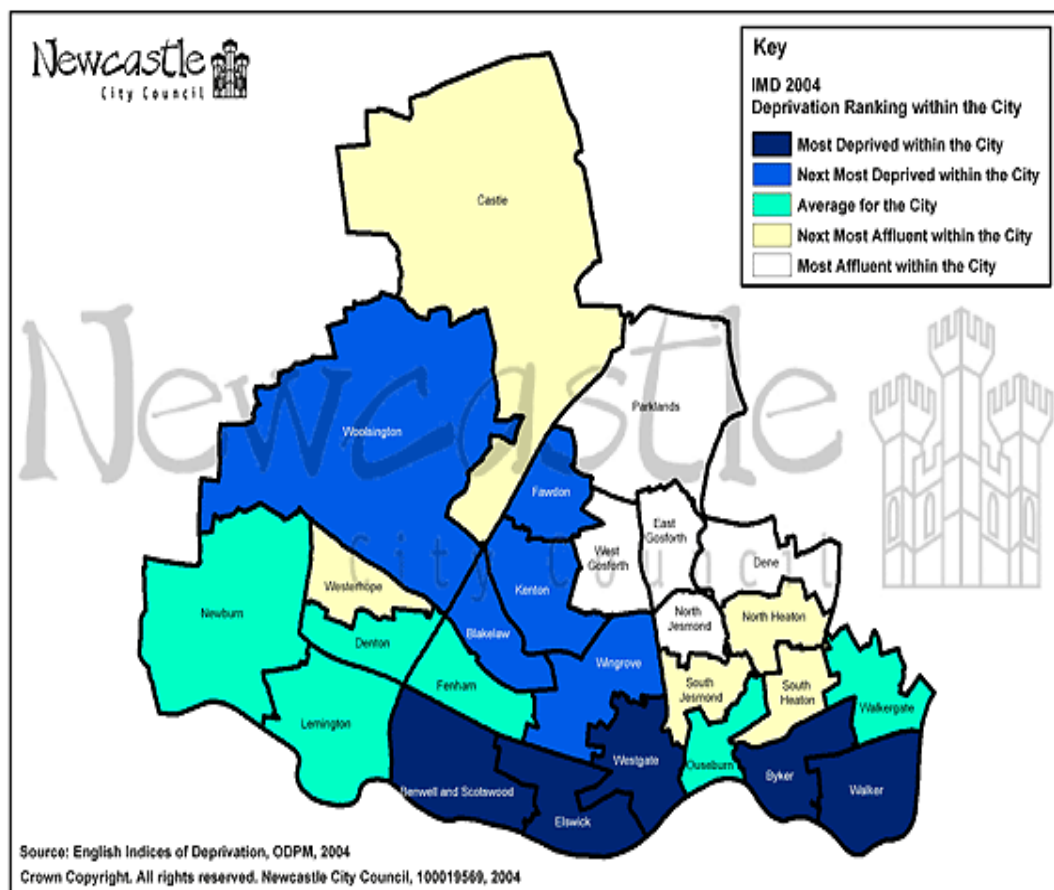 Newcastle
City Council
Key
IMD 2004
Deprivation Ranking within the City
Most Deprived within the City
Next Most Deprived within the City
Average for the City
Next Most Affluent within the City
Most Affluent within the City
Castle
Newcastle
City Council
Parklands
Woolsington
Fawdon
East
Gosforth
West
Gosforth
Dene
Westerhope
Kenton
Newburn
North
Jesmond
North Heaton
Denton
Blakelaw
Wingrove
Fenham
South
Jesmond
South
Heaton
Walkergate
Lemington
Westgate
Ouseburn
Byker
Benwell and Scotswood
Walker
Elswick
Source: English Indices of Deprivation, ODPM, 2004
Crown Copyright. All rights reserved. Newcastle City Council, 100019569, 2004